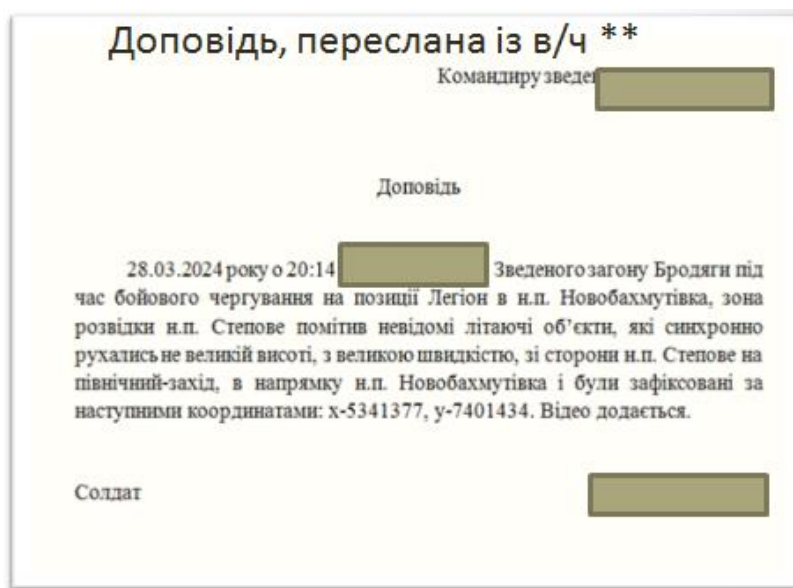 Доповідь, переслана із в/ч **
Командиру зведе
Доповідь
28.03.2024 року о 20:14 Зведеного загону Бродяги під
час бойового чергування на позиції Легіон в н.п. Новобахмутівка, зона
розвідки н.п. Степове помітив невідомі літаючі об’єкти, які синхронно
рухались не великій висоті, з великою швидкістю, зі сторони н.п. Степове на
північний-захід, в напрямку н.п. Новобахмутівка і були зафіксовані за
наступними координатами: х-5341377, у-7401434. Відео додається.
Солдат